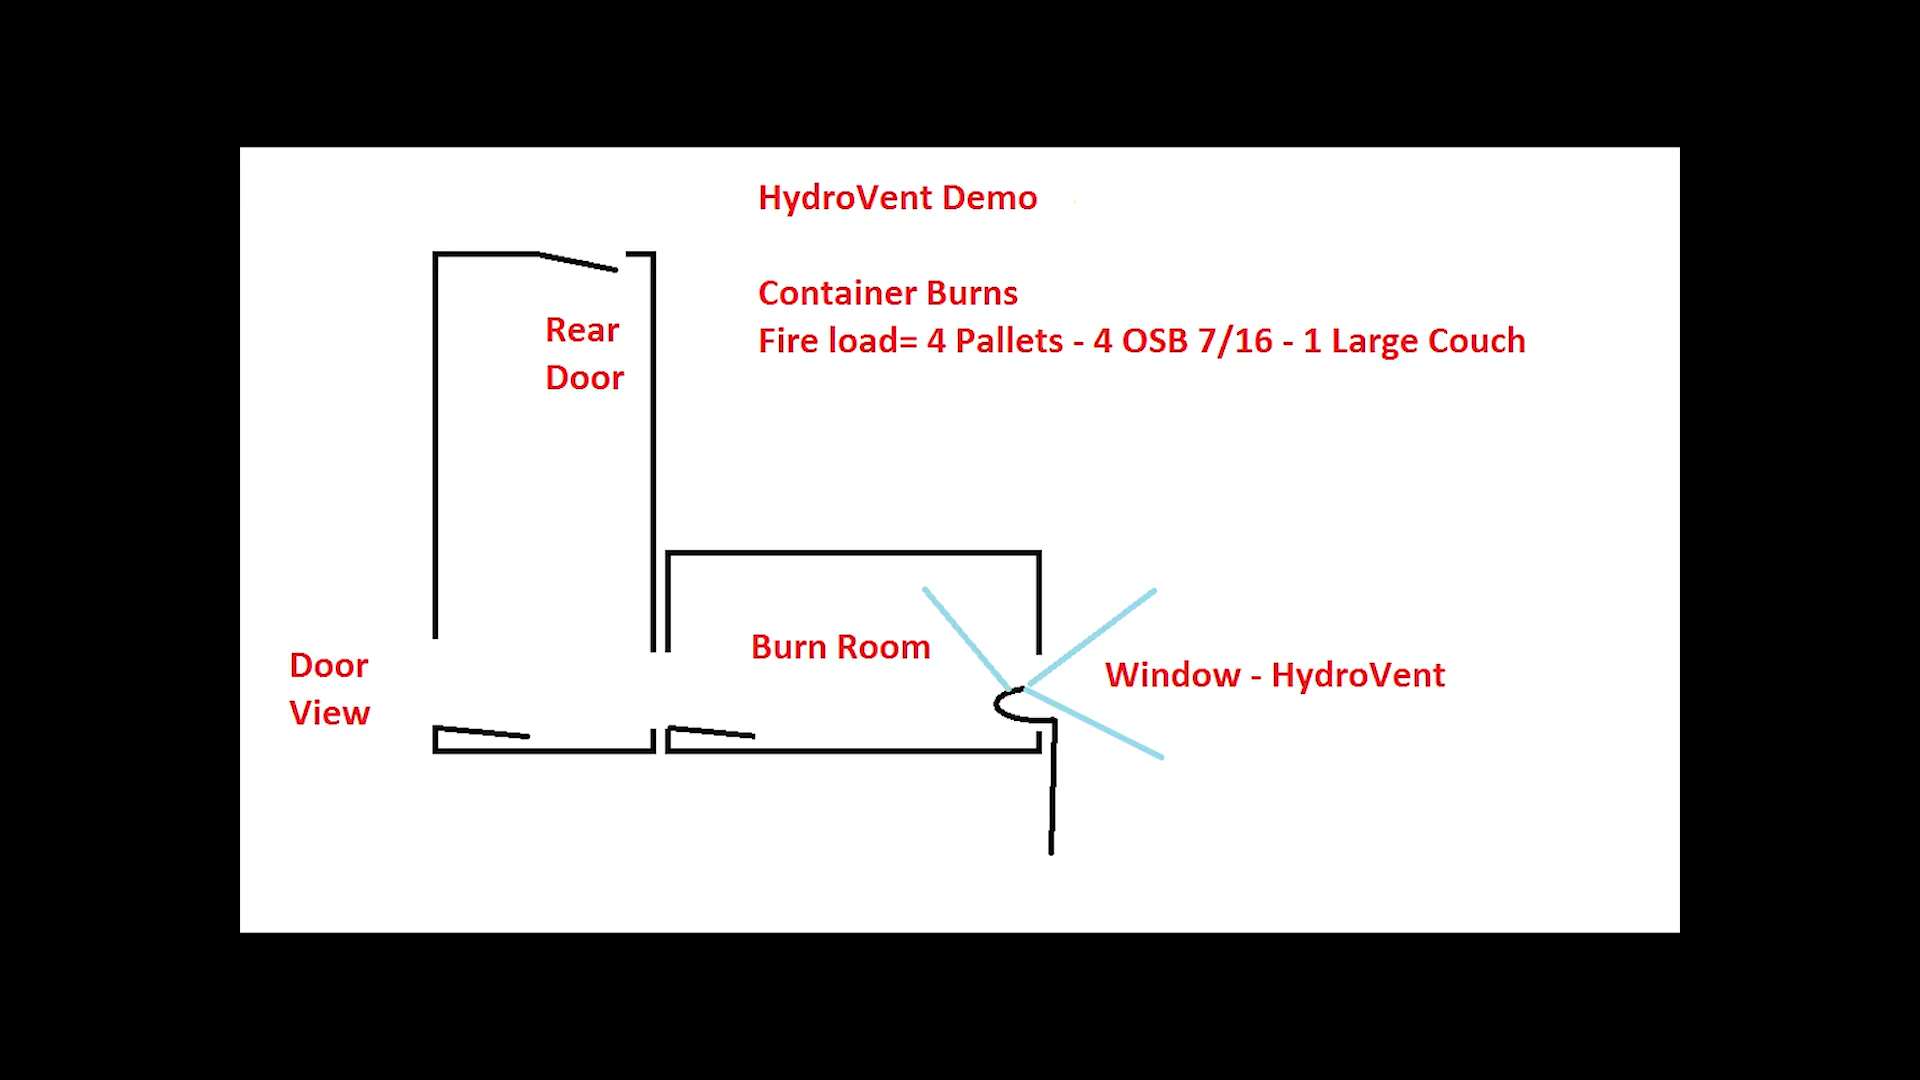 HydroVent Demo
Container Burns
Fire load= 4 Pallets - 4 OSB 7/16 - 1 Large Couch
Rear
Door
Burn Room
Door
View
Window - HydroVent